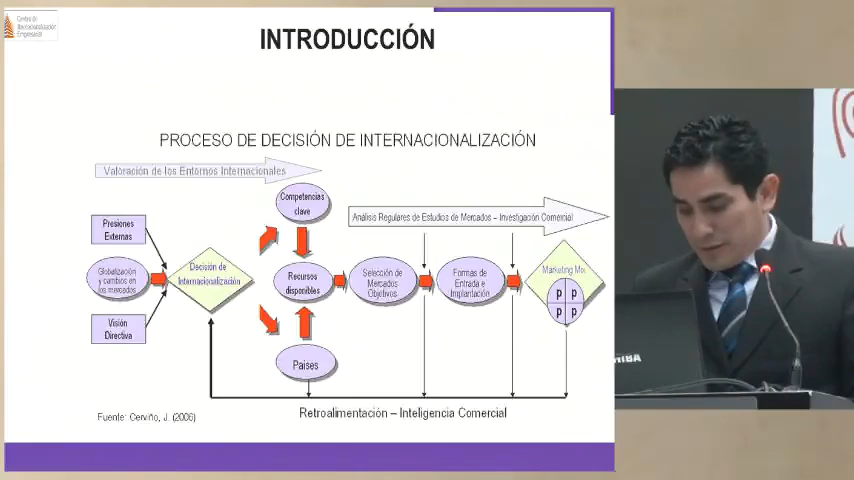 Centro de
Internacionalización
Empresarial
INTRODUCCIÓN
PROCESO DE DECISIÓN DE INTERNACIONALIZACIÓN
Valoración de los Entornos Internacionales
Competencias
clave
Análisis Regulares de Estudios de Mercados – Investigación Comercial
Presiones
Externas
Globalización
y cambios en
los mercados
Decisión de
Internacionalización
Recursos
disponibles
Selección de
Mercados
Objetivos
Formas de
Entrada e
Implantación
Marketing Mix
p p
p p
Visión
Directiva
Países
Fuente: Cerviño, J. (2006)
Retroalimentación – Inteligencia Comercial